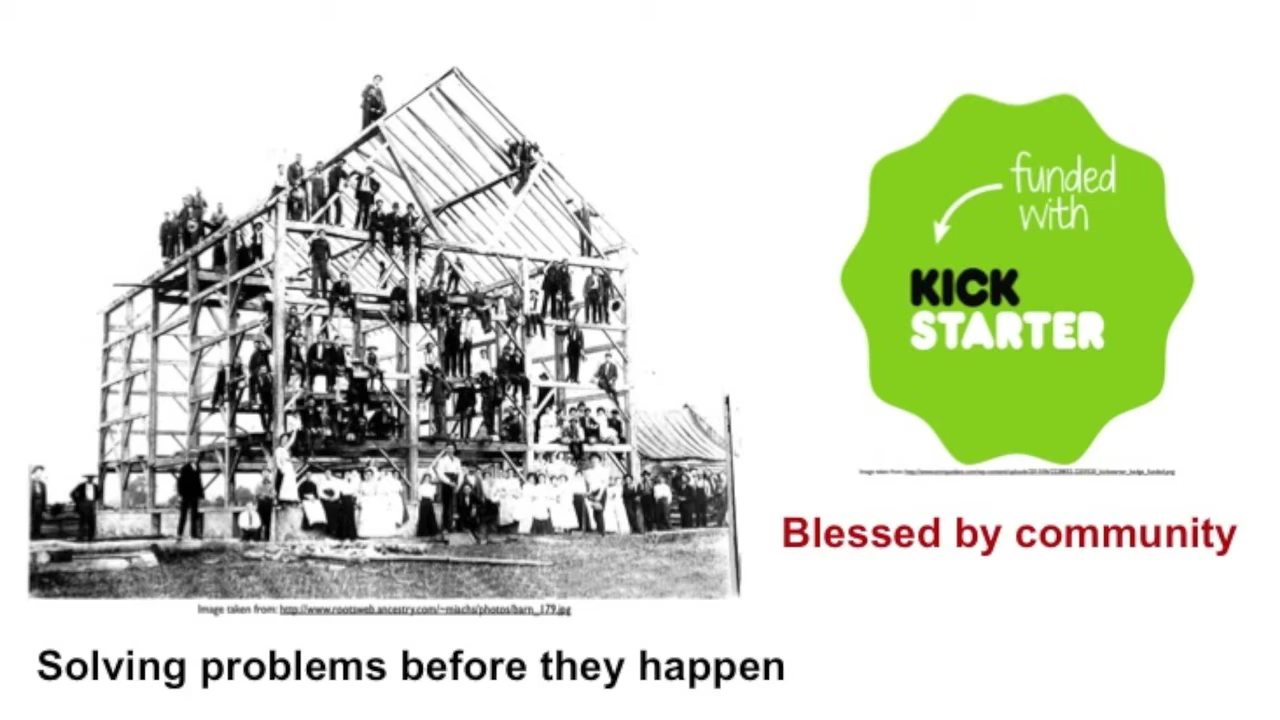 funded
with
KICK
STARTER
Blessed by community
Image taken from: http://www.rootsweb.ancestry.com/~miachs/photos/barn_179.jpg
Solving problems before they happen